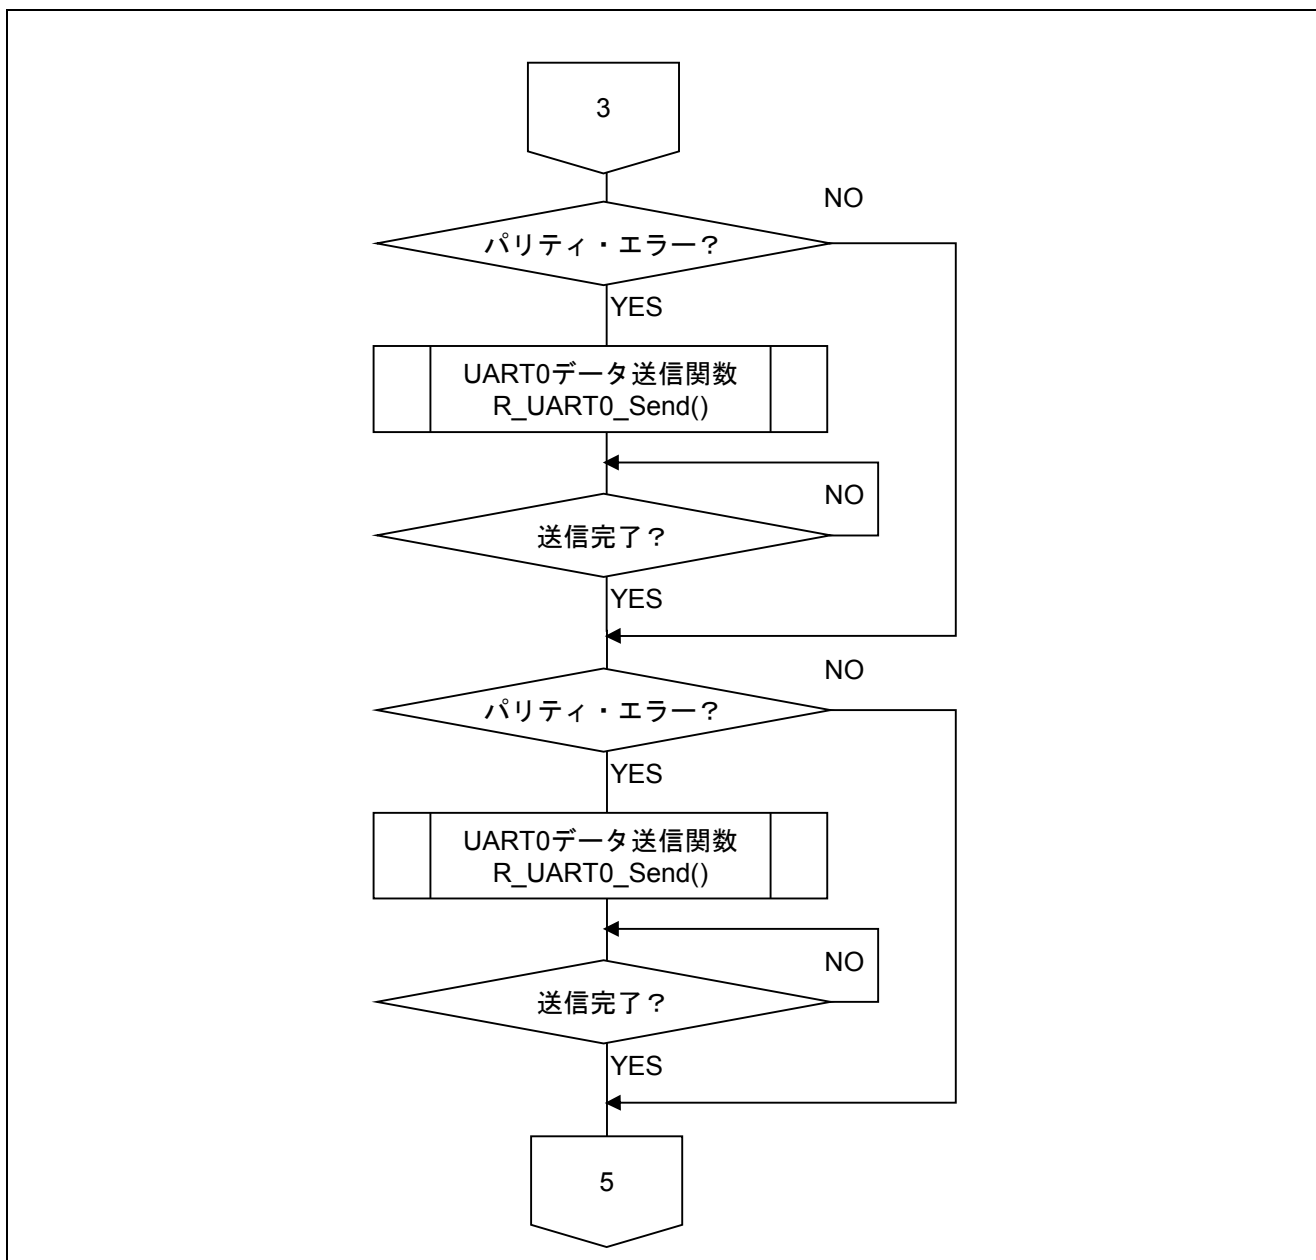 3
NO
パリティ・エラー？
YES
UART0データ送信関数
R_UART0_Send()
NO
送信完了？
YES
NO
パリティ・エラー？
YES
UART0データ送信関数
R_UART0_Send()
NO
送信完了？
YES
5